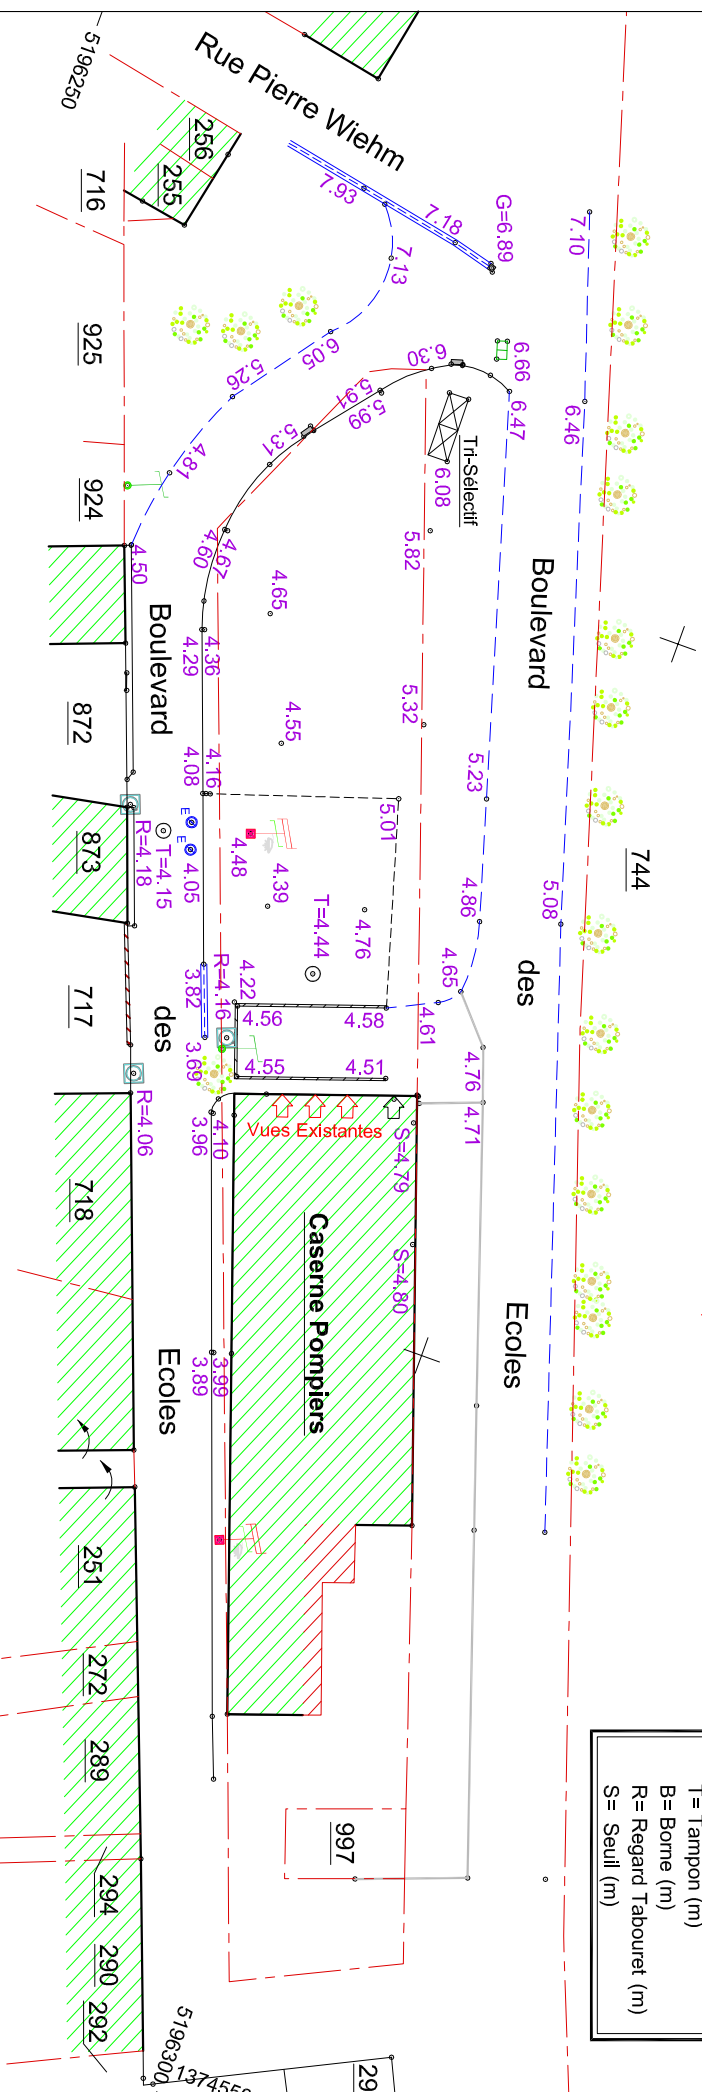 5196250
Rue Pierre Wiehm
256
255
716
925
924
872
873
717
718
251
272
289
294
290
292
744
997
7.93
7.18
G=6.89
7.13
7.10
6.05
5.26
4.81
4.50
6.66
6.47
6.46
6.30
5.91
5.99
5.31
4.67
4.60
Tri-Sélectif
6.08
5.82
5.32
5.23
4.65
4.55
4.36
4.29
4.16
4.08
5.01
4.48
4.39
4.76
T=4.44
E
E
4.05
T=4.15
R=4.18
3.82
R=4.16
4.22
3.69
4.56
4.58
4.55
4.51
4.61
4.65
4.86
5.08
4.76
4.71
R=4.06
3.96
4.10
Vues Existantes
S=4.79
S=4.80
Caserne Pompiers
3.99
3.89
Boulevard
des
Ecoles
Boulevard
des
Ecoles
T= Tampon (m)
B= Borne (m)
R= Regard Tabouret (m)
S= Seuil (m)
5196300
29